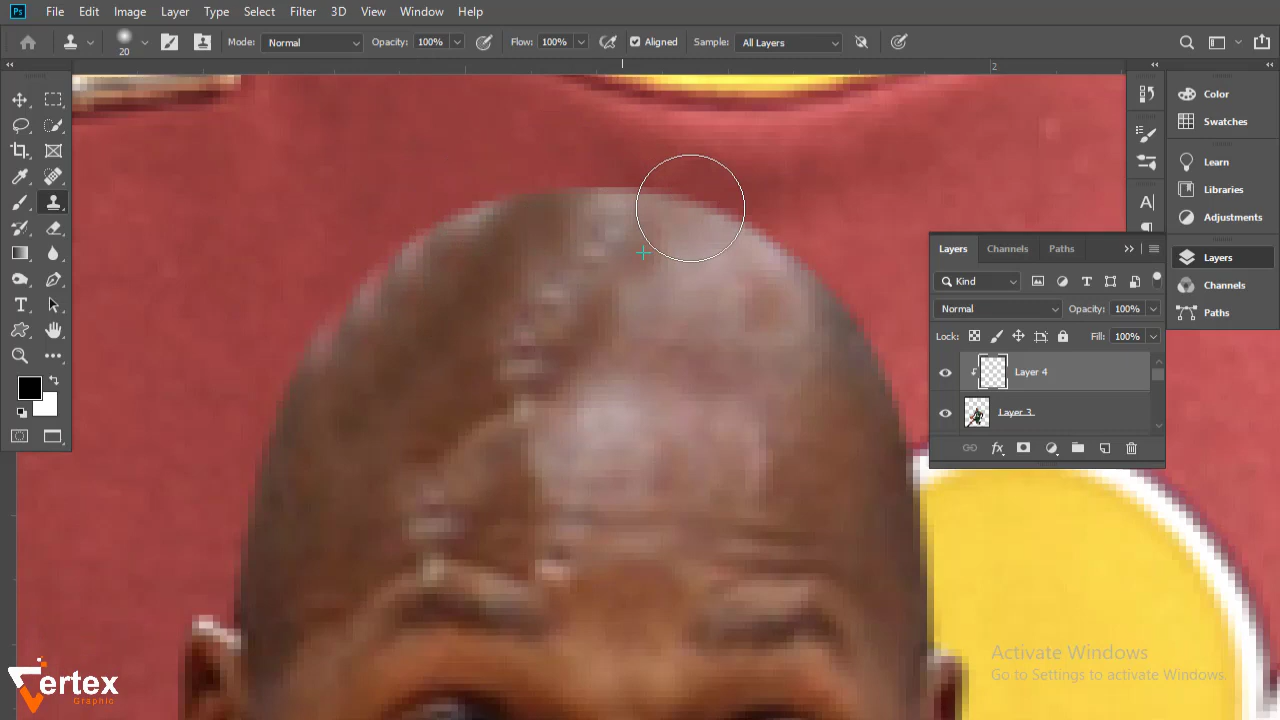 Ps File Edit Image Layer Type Select Filter 3D View Window Help
20 Mode: Normal Opacity: 100% Flow: 100% Aligned Sample: All Layers
2
Color
Swatches
Learn
Libraries
Adjustments
Layers
Channels
Paths
Layers Channels Paths
Kind
Normal Opacity: 100%
Lock: Fill: 100%
Layer 4
Layer 3
fx
Activate Windows
Go to Settings to activate Windows.
Vertex
Graphic